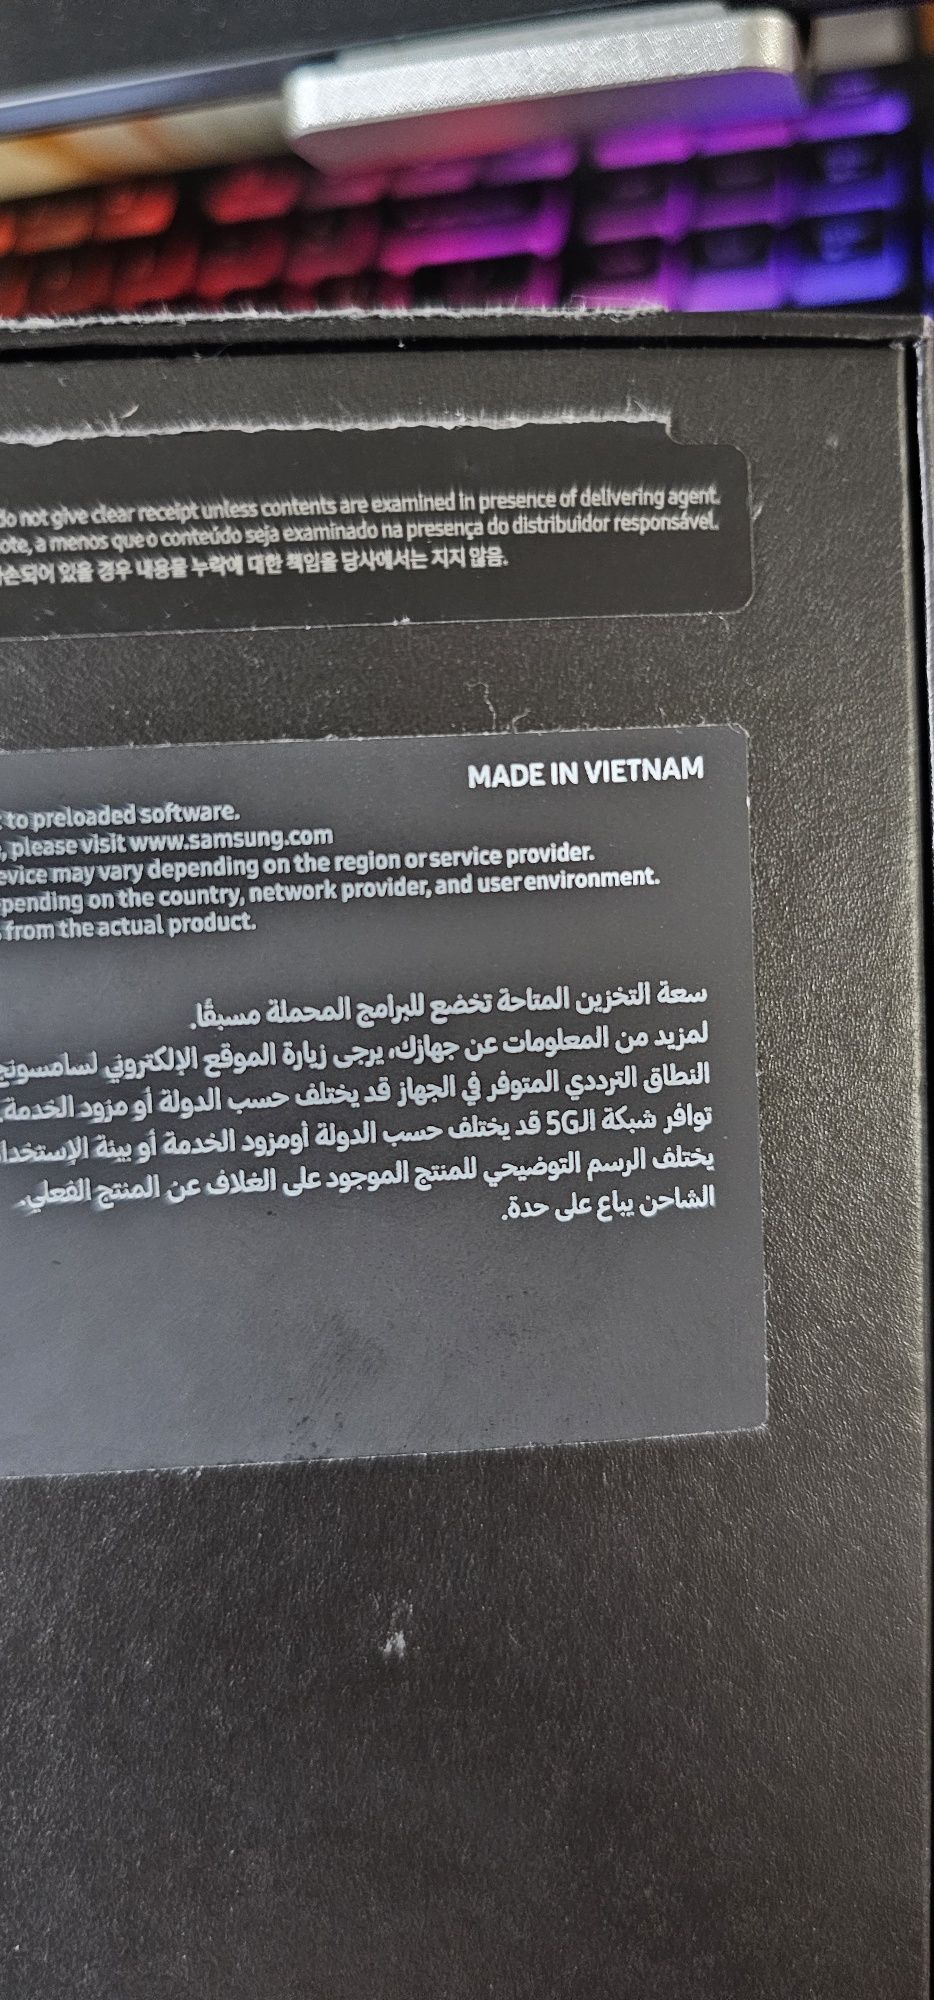 do not give clear receipt unless contents are examined in presence of delivering agent.
ote, a menos que o conteúdo seja examinado na presença do distribuidor responsável.
손되어 있을 경우 내용물 누락에 대한 책임을 당사에서는 지지 않음.
MADE IN VIETNAM
to preloaded software.
, please visit www.samsung.com
evice may vary depending on the region or service provider.
pending on the country, network provider, and user environment.
from the actual product.
سعة التخزين المتاحة تخضع للبرامج المحملة مسبقًا.
لمزيد من المعلومات عن جهازك، يرجى زيارة الموقع الإلكتروني لسامسونج
النطاق الترددي المتوفر في الجهاز قد يختلف حسب الدولة أو مزود الخدمة.
توافر شبكة الـ5G قد يختلف حسب الدولة أومزود الخدمة أو بيئة الإستخدا
يختلف الرسم التوضيحي للمنتج الموجود على الغلاف عن المنتج الفعلي.
الشاحن يباع على حدة.